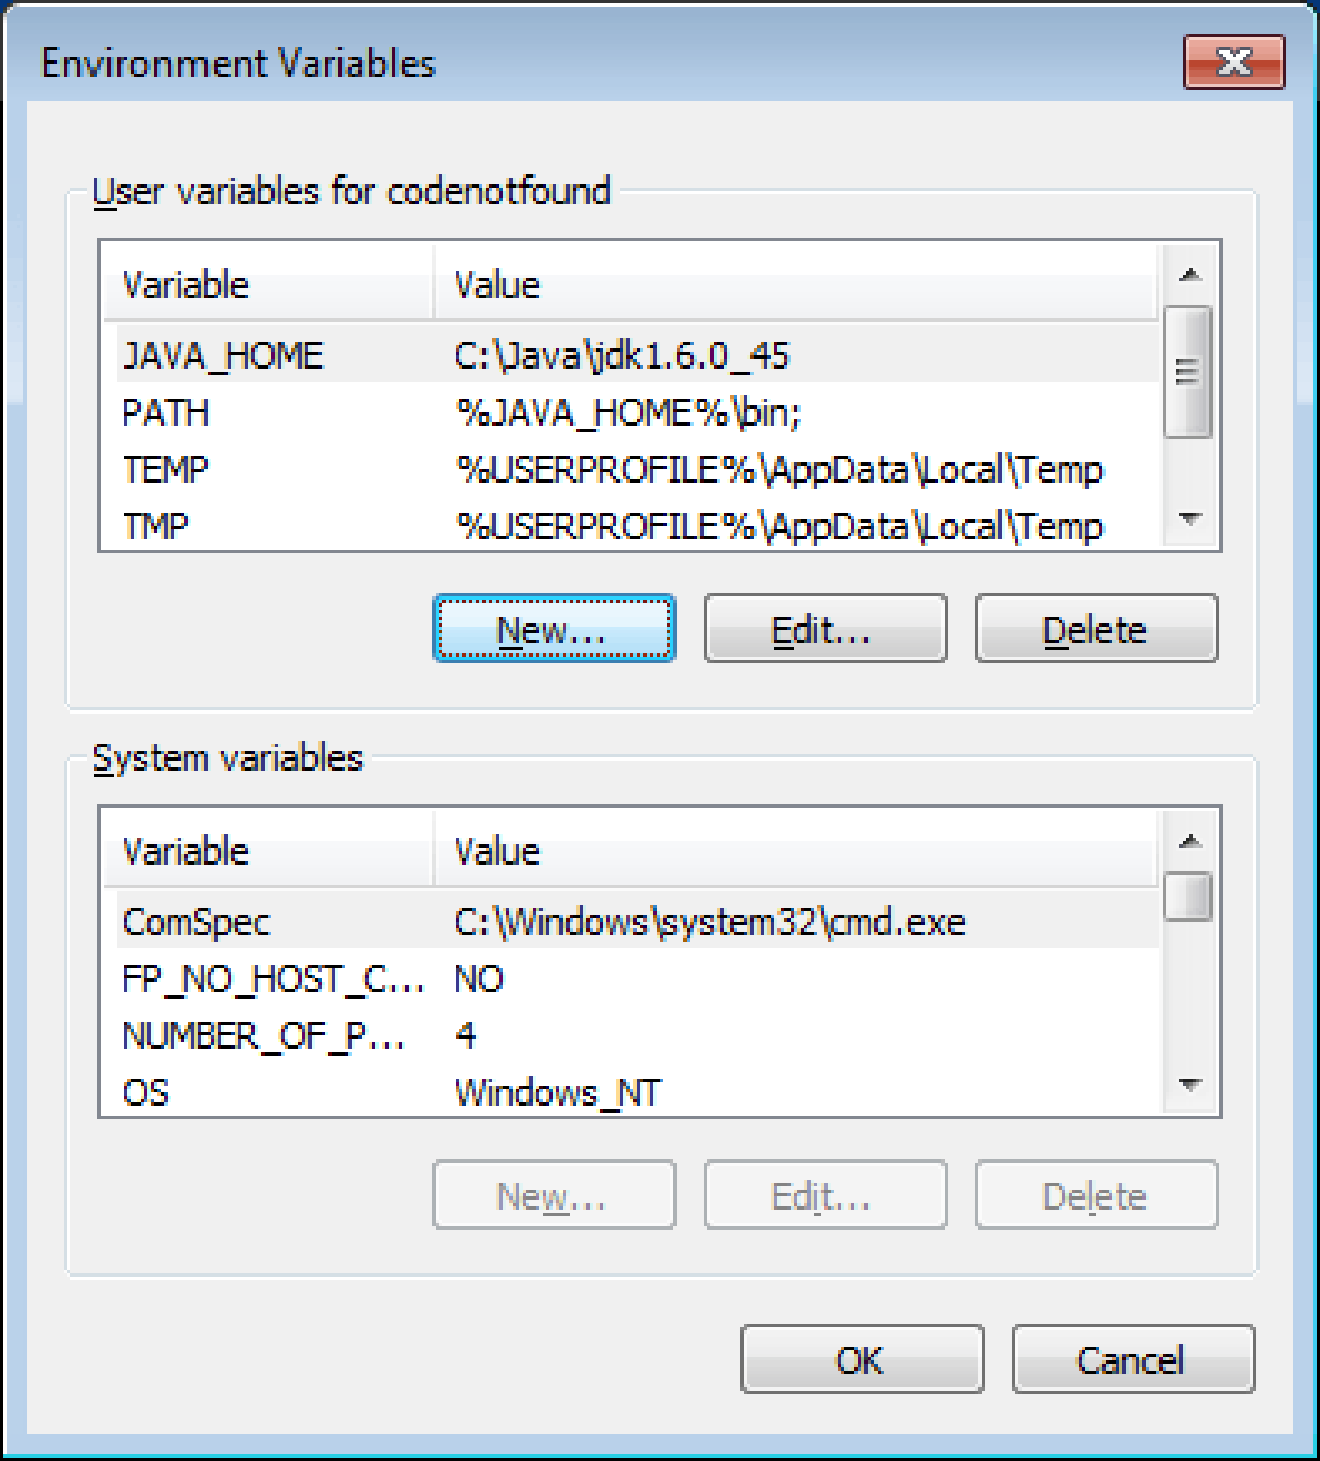 Environment Variables
User variables for codenotfound
Variable Value
JAVA_HOME C:\Java\jdk1.6.0_45
PATH %JAVA_HOME%\bin;
TEMP %USERPROFILE%\AppData\Local\Temp
TMP %USERPROFILE%\AppData\Local\Temp
New... Edit... Delete
System variables
Variable Value
ComSpec C:\Windows\system32\cmd.exe
FP_NO_HOST_C... NO
NUMBER_OF_P... 4
OS Windows_NT
New... Edit... Delete
OK Cancel